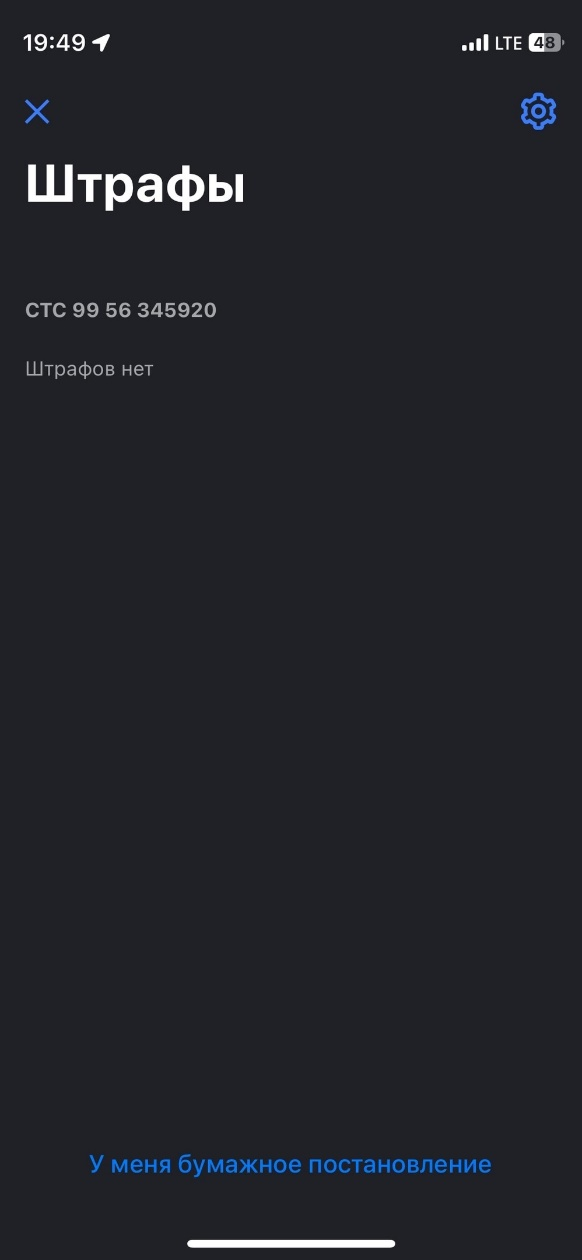 19:49
LTE 48
Штрафы
СТС 99 56 345920
Штрафов нет
У меня бумажное постановление